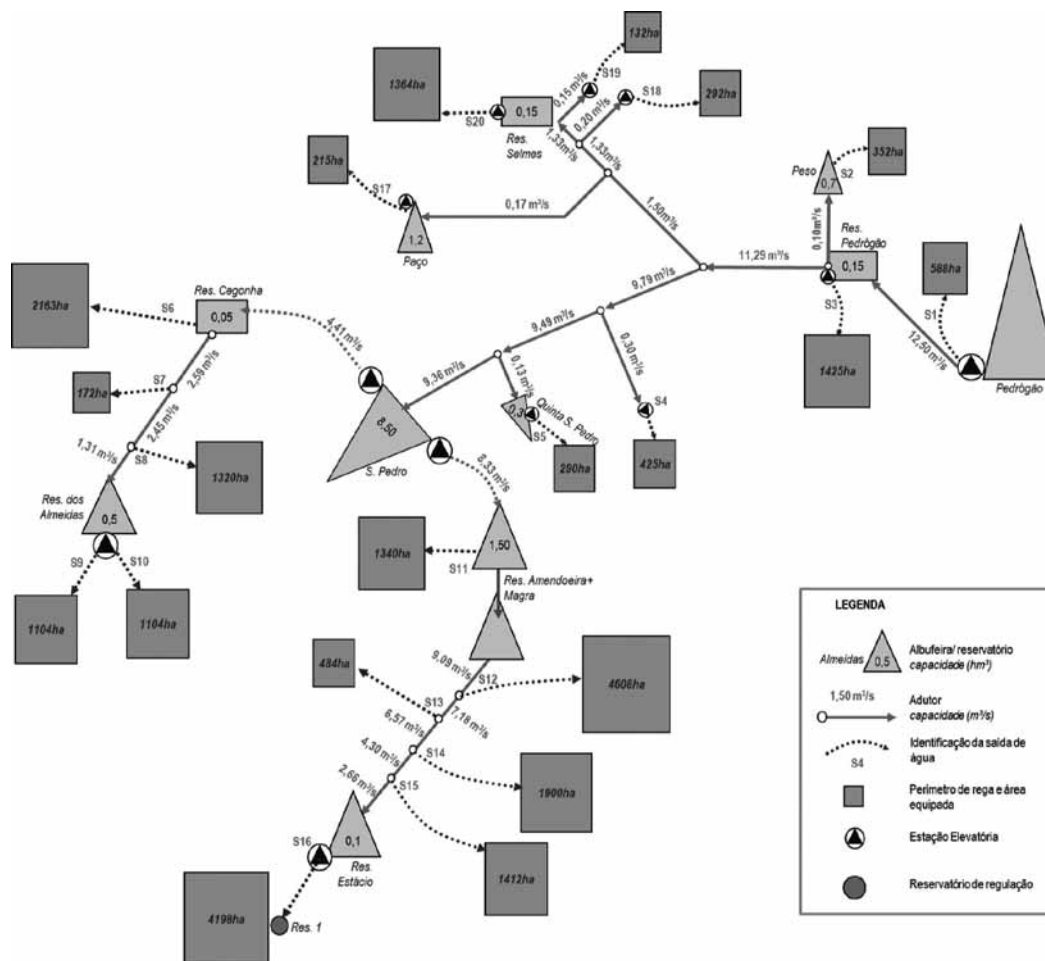 132ha
1364ha
S19
0,15 m³/s
S18
292ha
0,20 m³/s
S20
0,15
Res.
Selmes
1,33m³/s
1,33m³/s
215ha
S17
352ha
Peso
S2
0,7
0,17 m³/s
1,50m³/s
1,2
Paço
0,10m³/s
Res.
Pedrógão
11,29 m³/s
0,15
588ha
S1
S3
9,79 m³/s
12,50 m³/s
1425ha
Pedrógão
2163ha
S6
Res. Cegonha
0,05
4,41 m³/s
9,49 m³/s
0,30 m³/s
2,59 m³/s
9,36 m³/s
0,13 m³/s
S7
172ha
8,50
S. Pedro
0,3
Quinta S. Pedro
S5
S4
290ha
425ha
2,45 m³/s
1,31 m³/s
S8
1320ha
8,33 m³/s
Res. dos
Almeidas
0,5
S9
S10
1104ha
1104ha
1340ha
S11
1,50
Res. Amendoeira+
Magra
484ha
9,09 m³/s
S12
4606ha
S13
7,18 m³/s
6,57 m³/s
4,30 m³/s
S14
1900ha
2,66 m³/s
S15
1412ha
0,1
S16
Res.
Estácio
4198ha
Res. 1
LEGENDA
Almeidas
0,5
Albufeira/ reservatório
capacidade (hm³)
1,50 m³/s
Adutor
capacidade (m³/s)
Identificação da saída de
água
S4
Perímetro de rega e área
equipada
Estação Elevatória
Reservatório de regulação